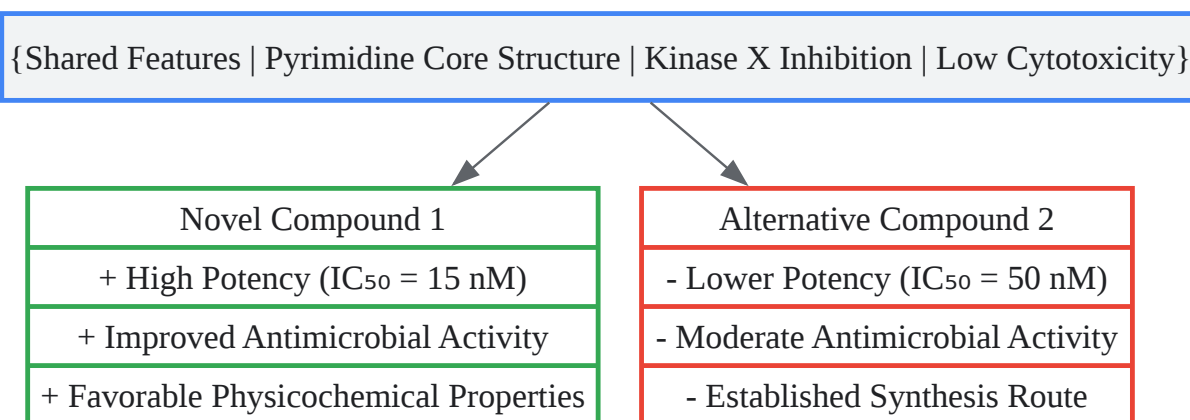 {Shared Features | Pyrimidine Core Structure | Kinase X Inhibition | Low Cytotoxicity}
Novel Compound 1
+ High Potency (IC₅₀ = 15 nM)
+ Improved Antimicrobial Activity
+ Favorable Physicochemical Properties
Alternative Compound 2
- Lower Potency (IC₅₀ = 50 nM)
- Moderate Antimicrobial Activity
- Established Synthesis Route